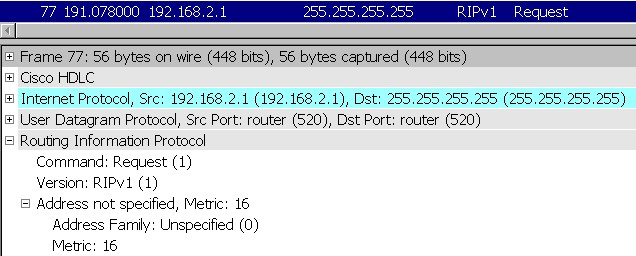 77 191.078000 192.168.2.1 255.255.255.255 RIPv1 Request
Frame 77: 56 bytes on wire (448 bits), 56 bytes captured (448 bits)
Cisco HDLC
Internet Protocol, Src: 192.168.2.1 (192.168.2.1), Dst: 255.255.255.255 (255.255.255.255)
User Datagram Protocol, Src Port: router (520), Dst Port: router (520)
Routing Information Protocol
Command: Request (1)
Version: RIPv1 (1)
Address not specified, Metric: 16
Address Family: Unspecified (0)
Metric: 16